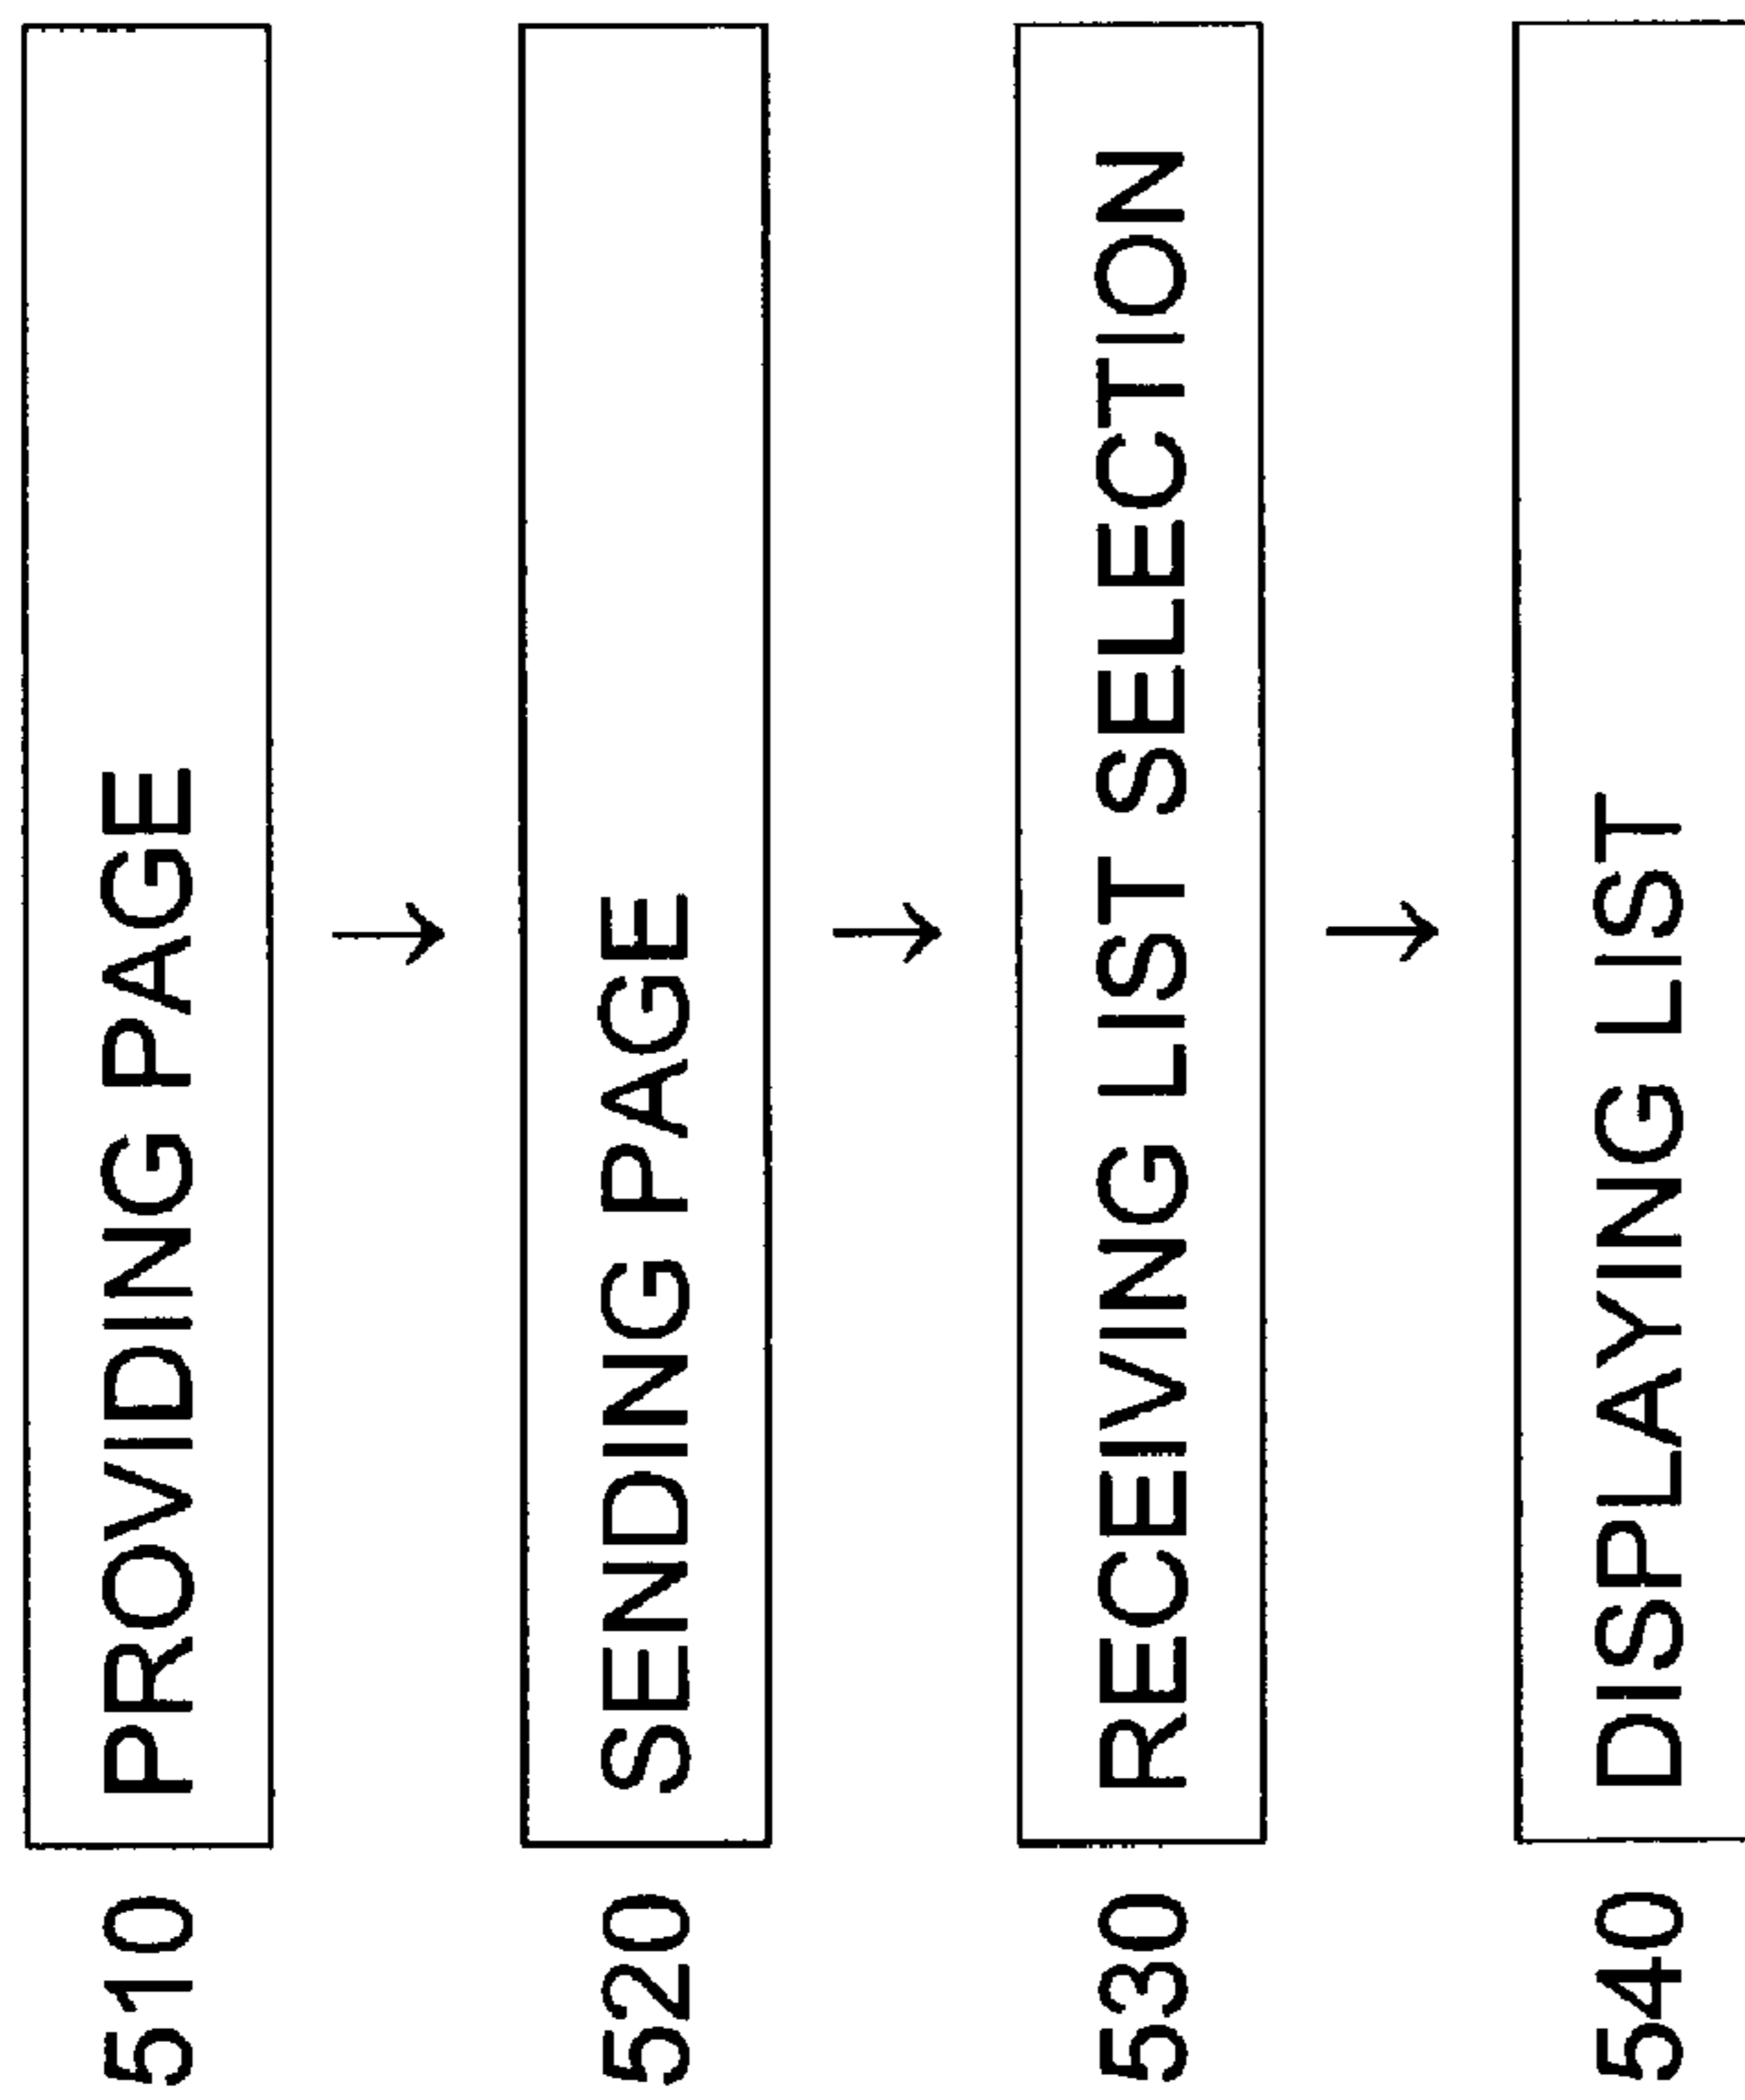 510 PROVIDING PAGE
520 SENDING PAGE
530 RECEIVING LIST SELECTION
540 DISPLAYING LIST